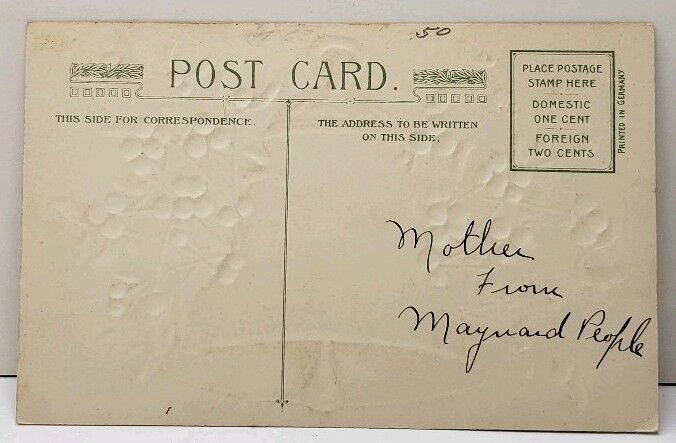 .50
POST CARD.
THIS SIDE FOR CORRESPONDENCE.
THE ADDRESS TO BE WRITTEN
ON THIS SIDE.
PLACE POSTAGE
STAMP HERE
DOMESTIC
ONE CENT
FOREIGN
TWO CENTS
PRINTED IN GERMANY
Mother
From
Maynard People